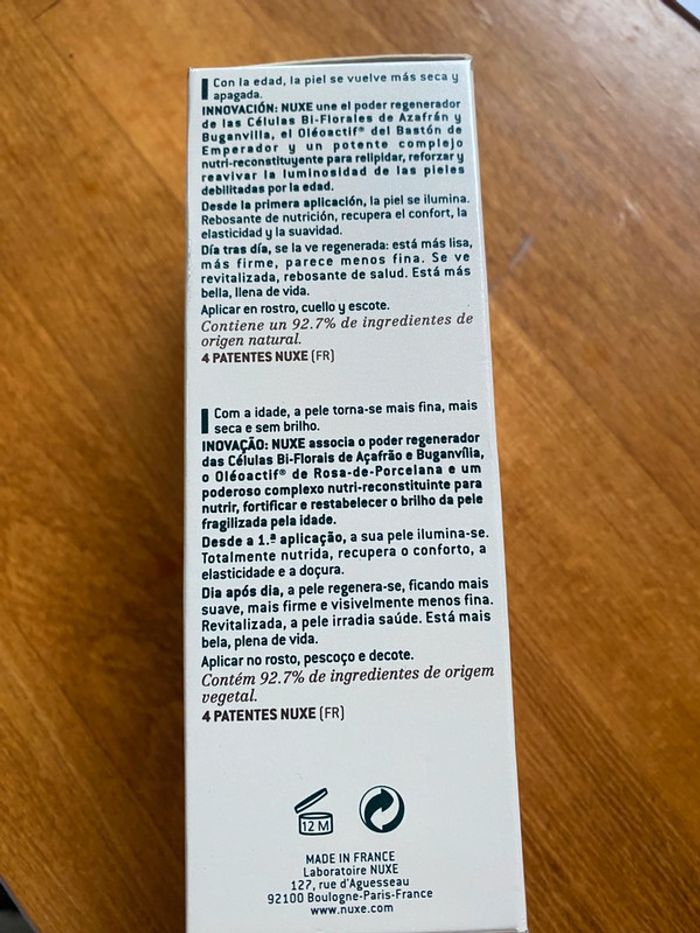 Con la edad, la piel se vuelve más seca y
apagada.
INNOVACIÓN: NUXE une el poder regenerador
de las Células Bi-Florales de Azafrán y
Buganvilla, el Oléoactif® del Bastón de
Emperador y un potente complejo
nutri-reconstituyente para relipidar, reforzar y
reavivar la luminosidad de las pieles
debilitadas por la edad.
Desde la primera aplicación, la piel se ilumina.
Rebosante de nutrición, recupera el confort, la
elasticidad y la suavidad.
Día tras día, se la ve regenerada: está más lisa,
más firme, parece menos fina. Se ve
revitalizada, rebosante de salud. Está más
bella, llena de vida.
Aplicar en rostro, cuello y escote.
Contiene un 92.7% de ingredientes de
origen natural.
4 PATENTES NUXE (FR)
Com a idade, a pele torna-se mais fina, mais
seca e sem brilho.
INOVAÇÃO: NUXE associa o poder regenerador
das Células Bi-Florais de Açafrão e Buganvília,
o Oléoactif® de Rosa-de-Porcelana e um
poderoso complexo nutri-reconstituinte para
nutrir, fortificar e restabelecer o brilho da pele
fragilizada pela idade.
Desde a 1.ª aplicação, a sua pele ilumina-se.
Totalmente nutrida, recupera o conforto, a
elasticidade e a doçura.
Dia após dia, a pele regenera-se, ficando mais
suave, mais firme e visivelmente menos fina.
Revitalizada, a pele irradia saúde. Está mais
bela, plena de vida.
Aplicar no rosto, pescoço e decote.
Contém 92.7% de ingredientes de origem
vegetal.
4 PATENTES NUXE (FR)
12 M
MADE IN FRANCE
Laboratoire NUXE
127, rue d'Aguesseau
92100 Boulogne-Paris-France
www.nuxe.com